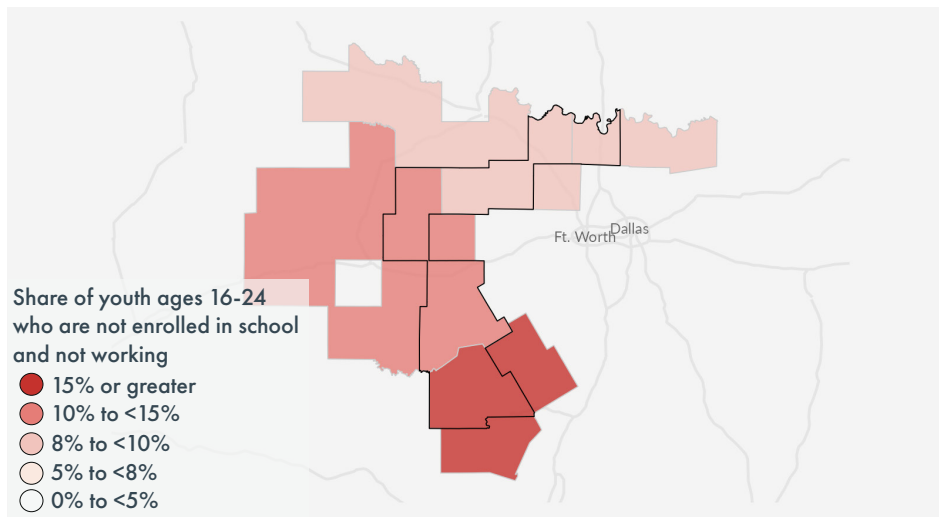 Dallas
Ft. Worth
Share of youth ages 16-24
who are not enrolled in school
and not working
15% or greater
10% to <15%
8% to <10%
5% to <8%
0% to <5%